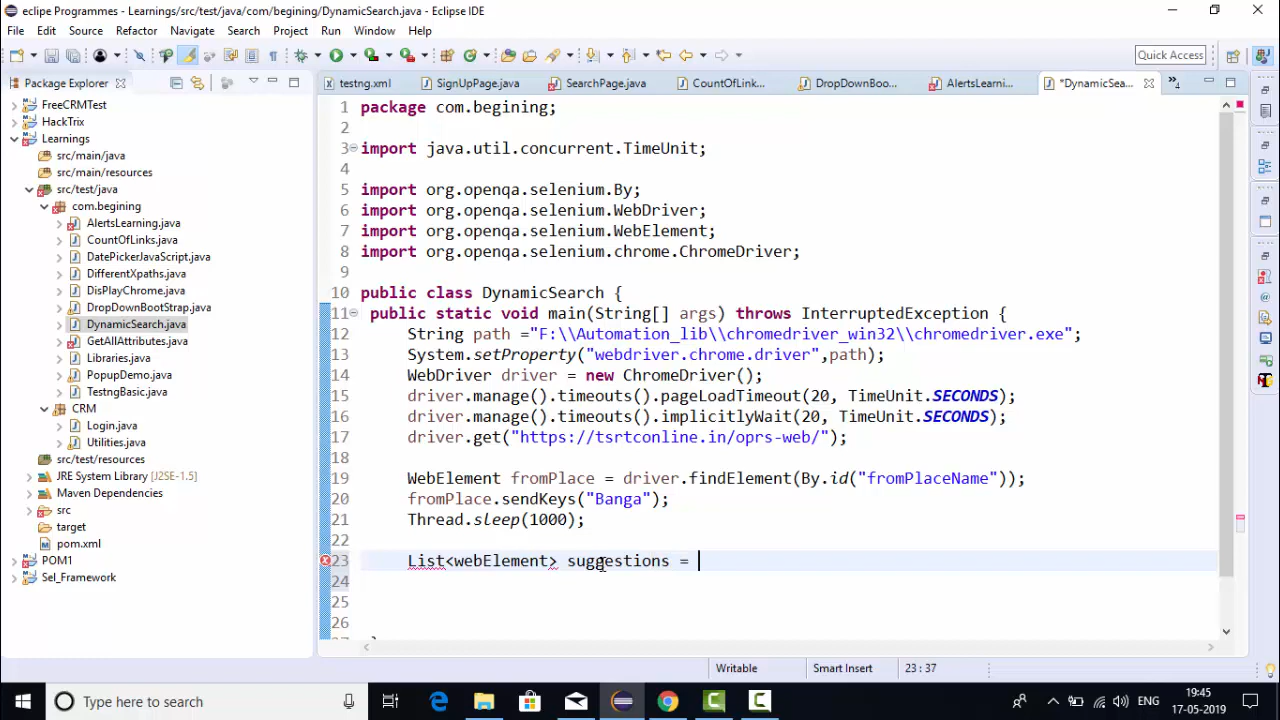 eclipe Programmes - Learnings/src/test/java/com/begining/DynamicSearch.java - Eclipse IDE
File Edit Source Refactor Navigate Search Project Run Window Help
Quick Access
Package Explorer
testng.xml SignUpPage.java SearchPage.java CountOfLink... DropDownBoo... AlertsLearni... *DynamicSea... »4
FreeCRMTest
HackTrix
Learnings
src/main/java
src/main/resources
src/test/java
com.begining
AlertsLearning.java
CountOfLinks.java
DatePickerJavaScript.java
DifferentXpaths.java
DisPlayChrome.java
DropDownBootStrap.java
DynamicSearch.java
GetAllAttributes.java
Libraries.java
PopupDemo.java
TestngBasic.java
CRM
Login.java
Utilities.java
src/test/resources
JRE System Library [J2SE-1.5]
Maven Dependencies
src
target
pom.xml
POM1
Sel_Framework
1 package com.begining;
2
3 import java.util.concurrent.TimeUnit;
4
5 import org.openqa.selenium.By;
6 import org.openqa.selenium.WebDriver;
7 import org.openqa.selenium.WebElement;
8 import org.openqa.selenium.chrome.ChromeDriver;
9
10 public class DynamicSearch {
11 public static void main(String[] args) throws InterruptedException {
12 String path ="F:\\Automation_lib\\chromedriver_win32\\chromedriver.exe";
13 System.setProperty("webdriver.chrome.driver",path);
14 WebDriver driver = new ChromeDriver();
15 driver.manage().timeouts().pageLoadTimeout(20, TimeUnit.SECONDS);
16 driver.manage().timeouts().implicitlyWait(20, TimeUnit.SECONDS);
17 driver.get("https://tsrtconline.in/oprs-web/");
18
19 WebElement fromPlace = driver.findElement(By.id("fromPlaceName"));
20 fromPlace.sendKeys("Banga");
21 Thread.sleep(1000);
22
23 List<webElement> suggestions =
24
25
26
Writable Smart Insert 23 : 37
Type here to search
ENG
19:45
17-05-2019